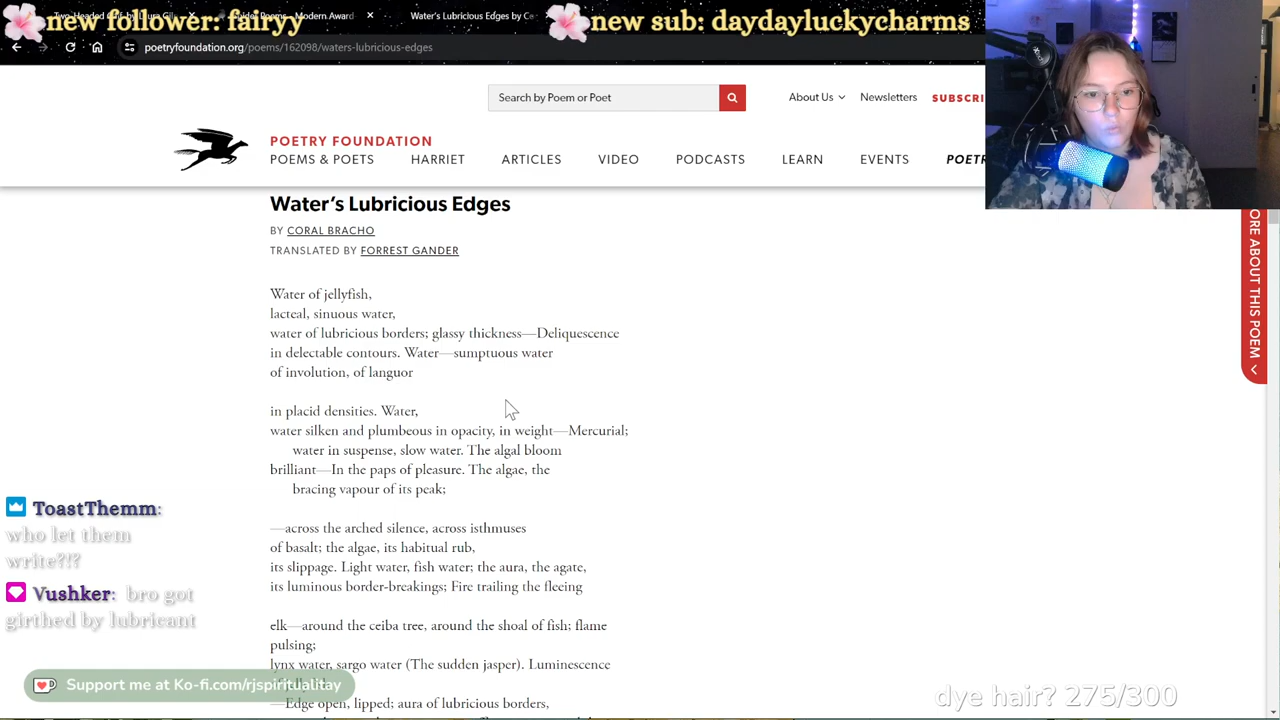 new follower: fairyy
new sub: daydayluckycharms
Poems - Modern Award
Water's Lubricious Edges by
poetryfoundation.org/poems/162098/waters-lubricious-edges
Search by Poem or Poet
About Us
Newsletters
SUBSCRI
POETRY FOUNDATION
POEMS & POETS
HARRIET
ARTICLES
VIDEO
PODCASTS
LEARN
EVENTS
POETR
Water's Lubricious Edges
BY CORAL BRACHO
TRANSLATED BY FORREST GANDER
Water of jellyfish,
lacteal, sinuous water,
water of lubricious borders; glassy thickness—Deliquescence
in delectable contours. Water—sumptuous water
of involution, of languor
in placid densities. Water,
water silken and plumbeous in opacity, in weight—Mercurial;
water in suspense, slow water. The algal bloom
brilliant—In the paps of pleasure. The algae, the
bracing vapour of its peak;
—across the arched silence, across isthmuses
of basalt; the algae, its habitual rub,
its slippage. Light water, fish water; the aura, the agate,
its luminous border-breakings; Fire trailing the fleeing
elk—around the ceiba tree, around the shoal of fish; flame
pulsing;
lynx water, sargo water (The sudden jasper). Luminescence
—Edge open, lipped; aura of lubricious borders,
ORE ABOUT THIS POEM
ToastThemm:
who let them
write?!?
Vushker: bro got
girthed by lubricant
Support me at Ko-fi.com/rjspiritualitay
dye hair? 275/300